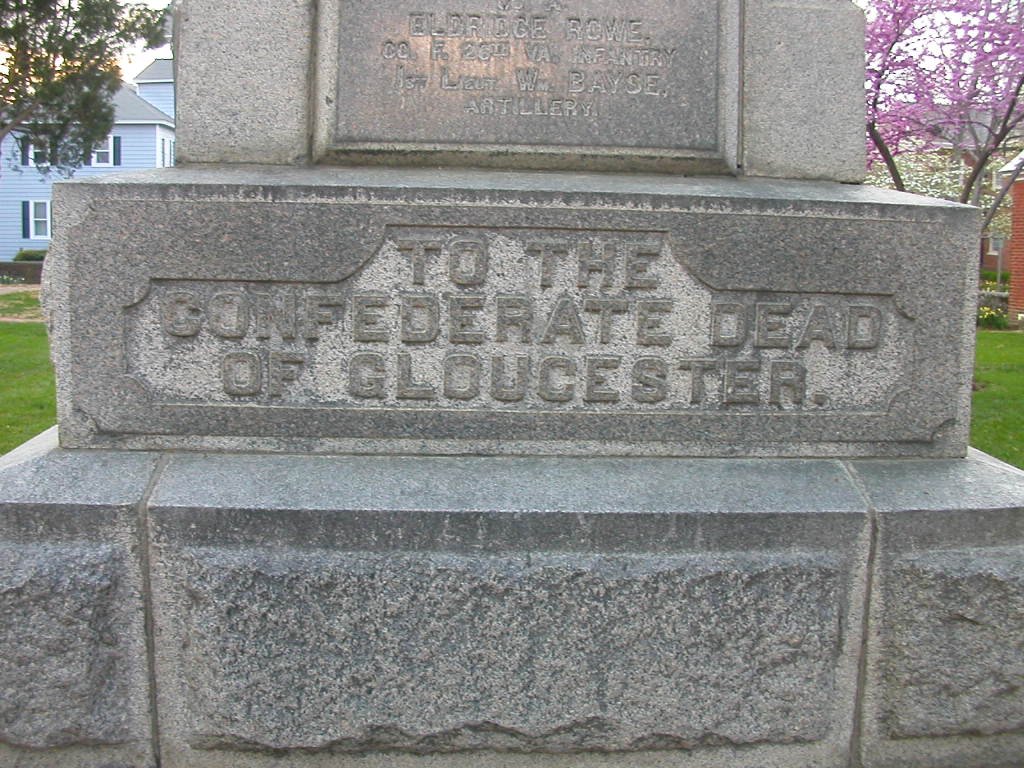 ELDRIDGE ROWE,
CO. F. 26TH VA. INFANTRY
1ST LIEUT. WM. BAYSE,
ARTILLERY.
TO THE
CONFEDERATE DEAD
OF GLOUCESTER.